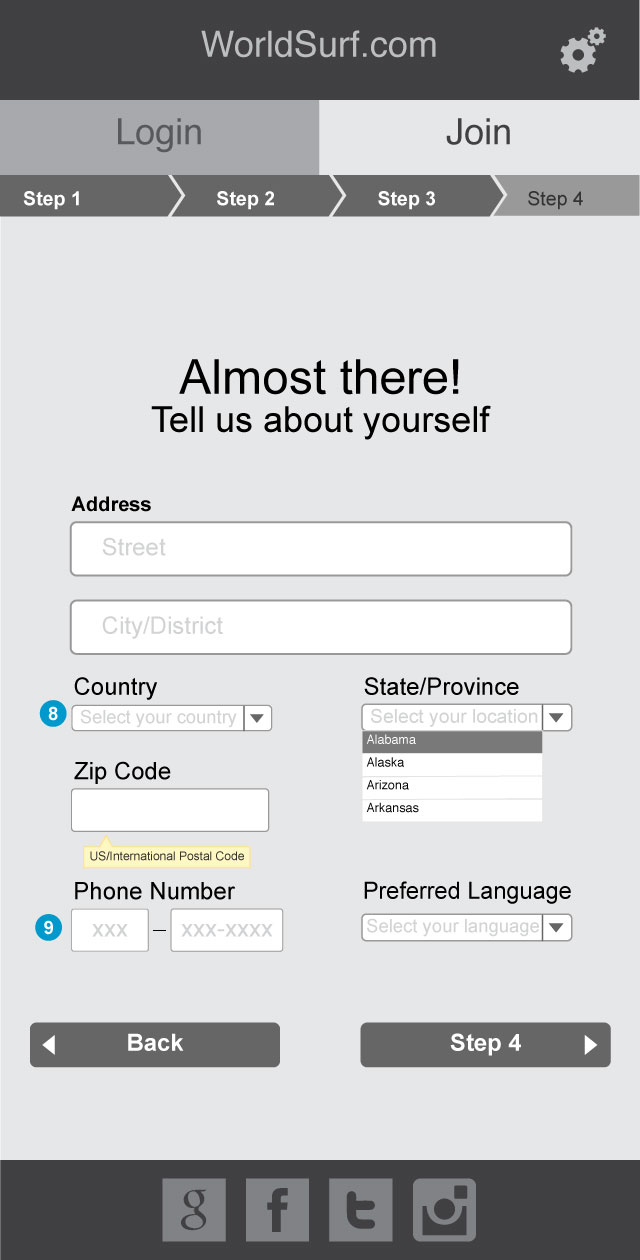 WorldSurf.com
Login
Join
Step 1
Step 2
Step 3
Step 4
Almost there!
Tell us about yourself
Address
Street
City/District
Country
State/Province
8
Select your country
Select your location
Alabama
Alaska
Arizona
Arkansas
Zip Code
US/International Postal Code
Phone Number
Preferred Language
9
xxx – xxx-xxxx
Select your language
Back
Step 4
g
f
t